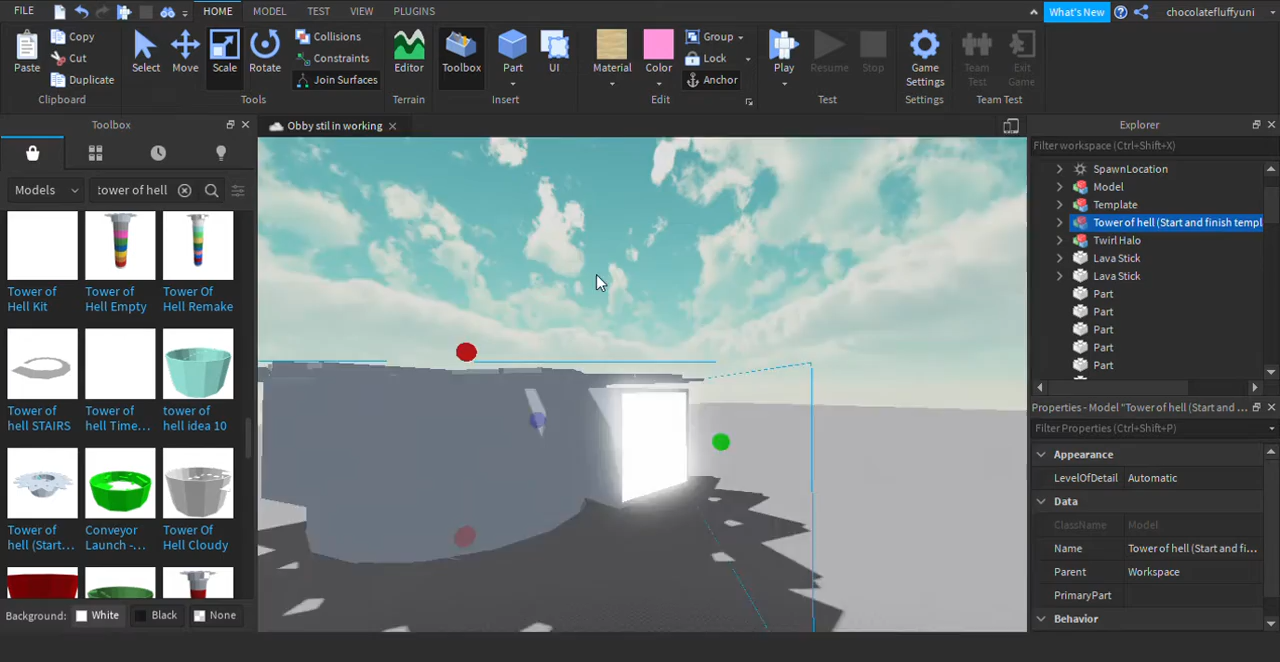 FILE HOME MODEL TEST VIEW PLUGINS What's New chocolatefluffyuni
Paste Copy Cut Duplicate
Clipboard
Select Move Scale Rotate Collisions Constraints Join Surfaces
Tools
Editor
Terrain
Toolbox Part UI
Insert
Material Color Group Lock Anchor
Edit
Play Resume Stop
Test
Game
Settings
Settings
Team
Test
Exit
Game
Team Test
Toolbox
Obby stil in working
Models tower of hell
Tower of
Hell Kit
Tower of
Hell Empty
Tower Of
Hell Remake
Tower of
hell STAIRS
Tower of
hell Time...
tower of
hell idea 10
Tower of
hell (Start...
Conveyor
Launch -...
Tower Of
Hell Cloudy
Background: White Black None
Explorer
Filter workspace (Ctrl+Shift+X)
SpawnLocation
Model
Template
Tower of hell (Start and finish templ
Twirl Halo
Lava Stick
Lava Stick
Part
Part
Part
Part
Part
Properties - Model "Tower of hell (Start and ...
Filter Properties (Ctrl+Shift+P)
Appearance
LevelOfDetail Automatic
Data
ClassName Model
Name Tower of hell (Start and fi...
Parent Workspace
PrimaryPart
Behavior